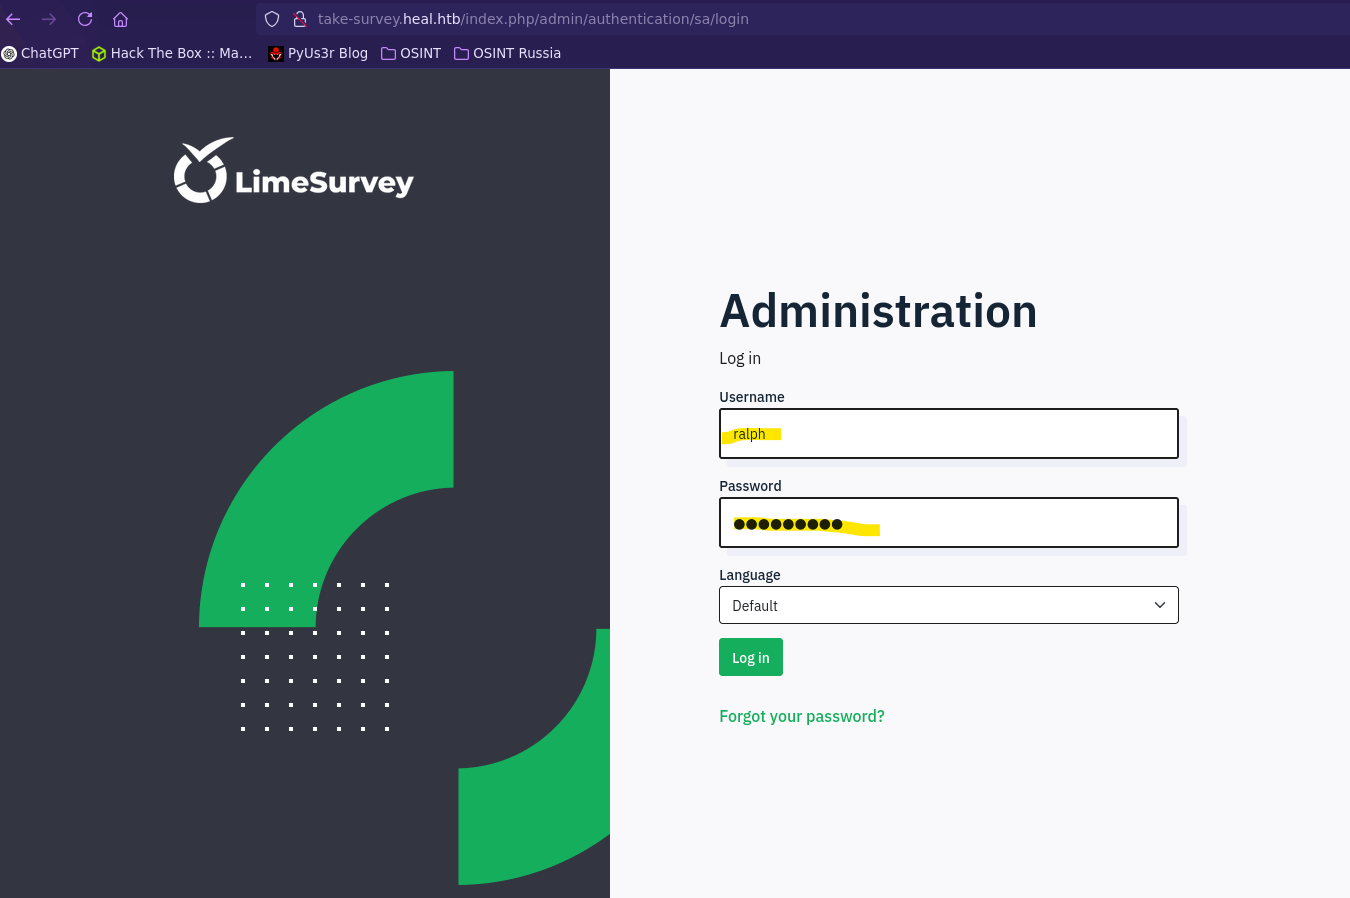 take-survey.heal.htb/index.php/admin/authentication/sa/login
ChatGPT Hack The Box :: Ma... PyUs3r Blog OSINT OSINT Russia
LimeSurvey
Administration
Log in
Username
ralph
Password
●●●●●●●●●
Language
Default
Log in
Forgot your password?